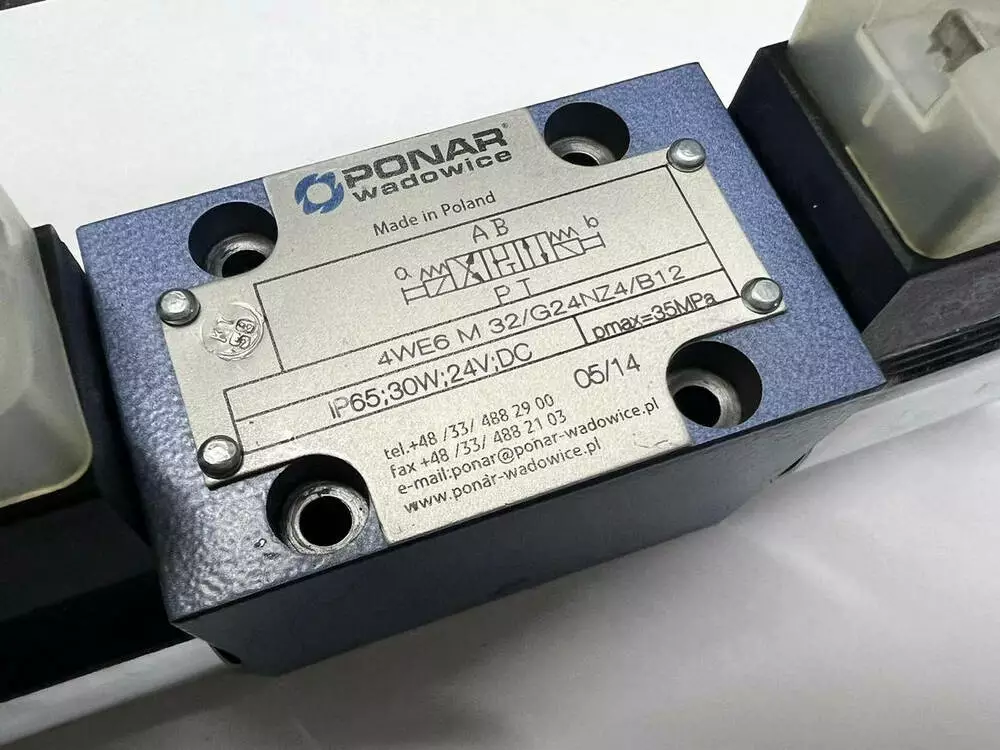 PONAR®
wadowice
Made in Poland
A B
a b
P T
4WE6 M 32/G24NZ4/B12
IP65;30W;24V;DC
pmax=35MPa
05/14
tel.+48 /33/ 488 29 00
fax +48 /33/ 488 21 03
e-mail:ponar@ponar-wadowice.pl
www.ponar-wadowice.pl